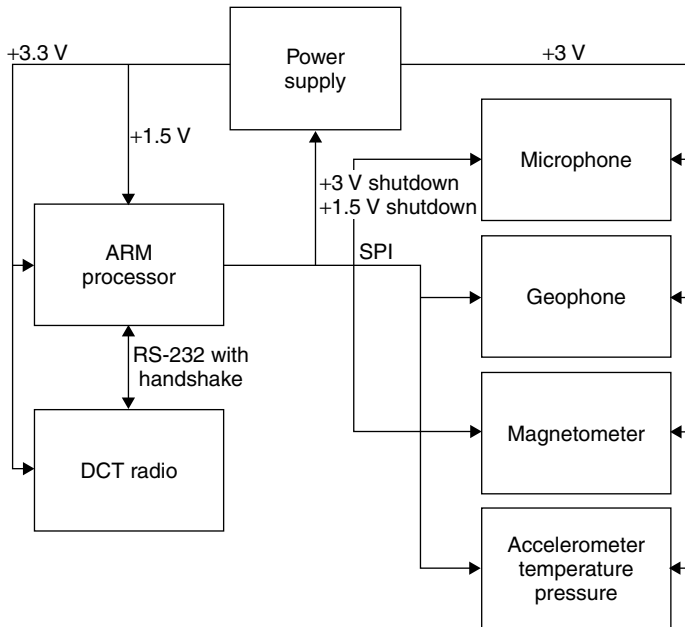 +3.3 V
Power
supply
+3 V
+1.5 V
Microphone
+3 V shutdown
+1.5 V shutdown
ARM
processor
SPI
Geophone
RS-232 with
handshake
DCT radio
Magnetometer
Accelerometer
temperature
pressure